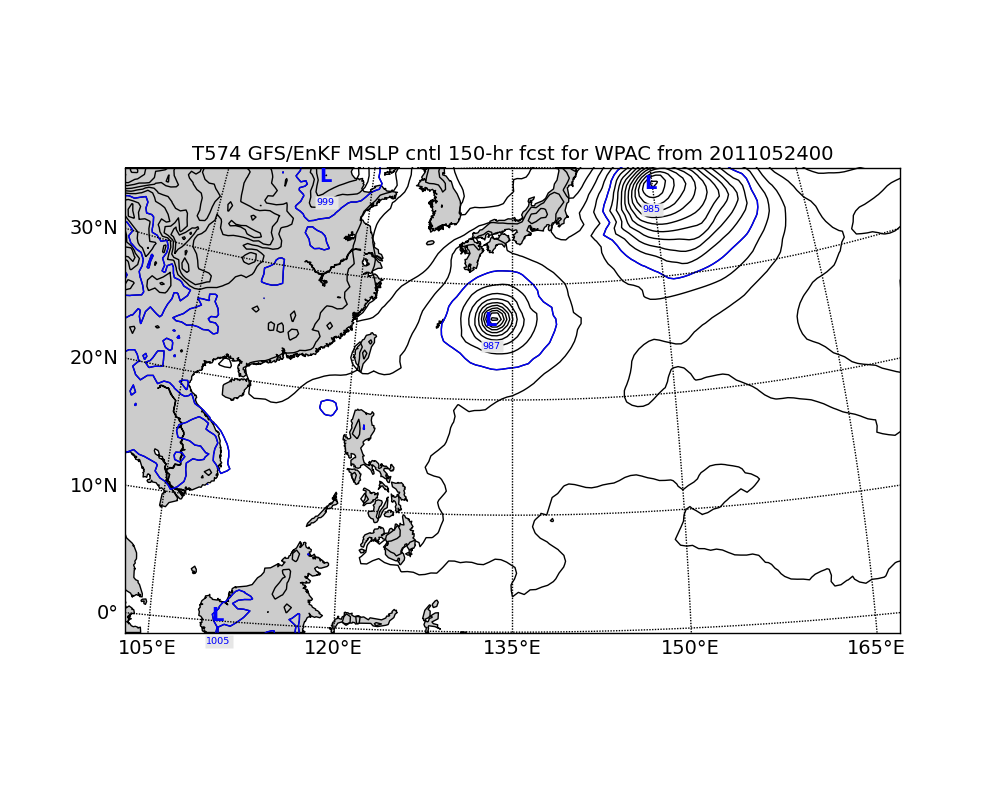 T574 GFS/EnKF MSLP cntl 150-hr fcst for WPAC from 2011052400
L
999
L
985
30°N
L
987
20°N
10°N
0°
L
1005
105°E 120°E 135°E 150°E 165°E